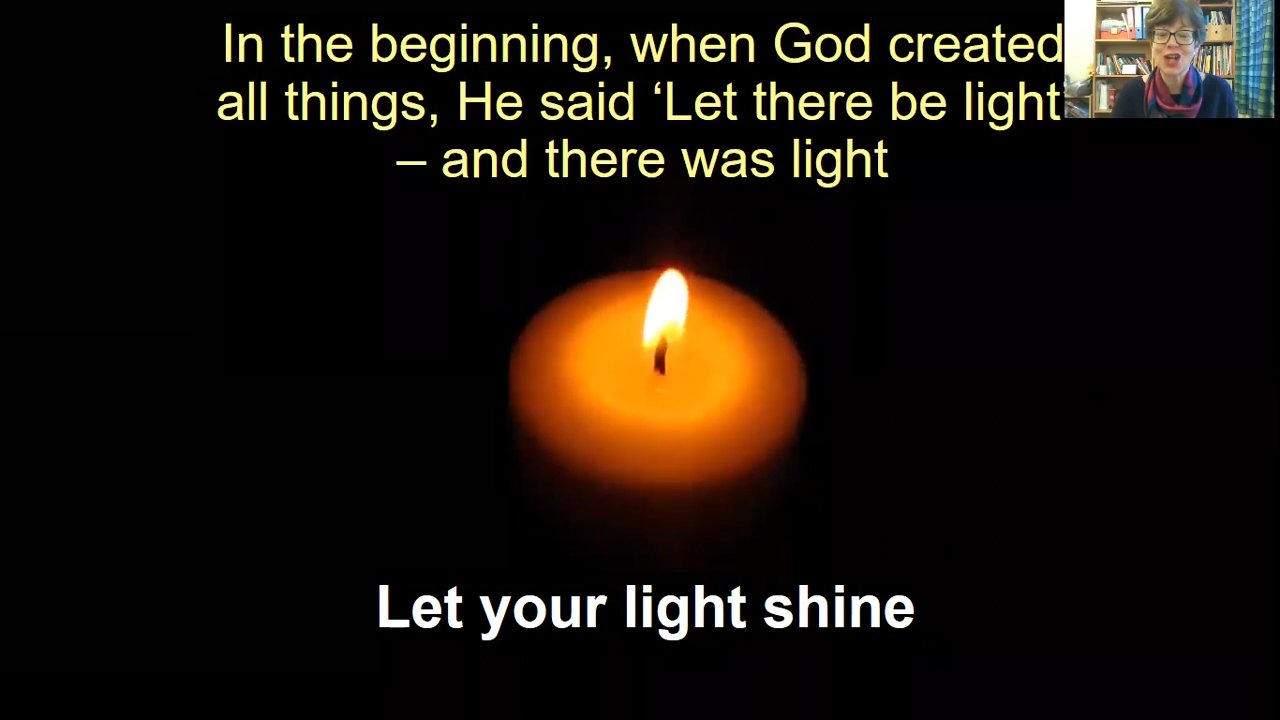 In the beginning, when God created
all things, He said ‘Let there be light’
– and there was light
Let your light shine